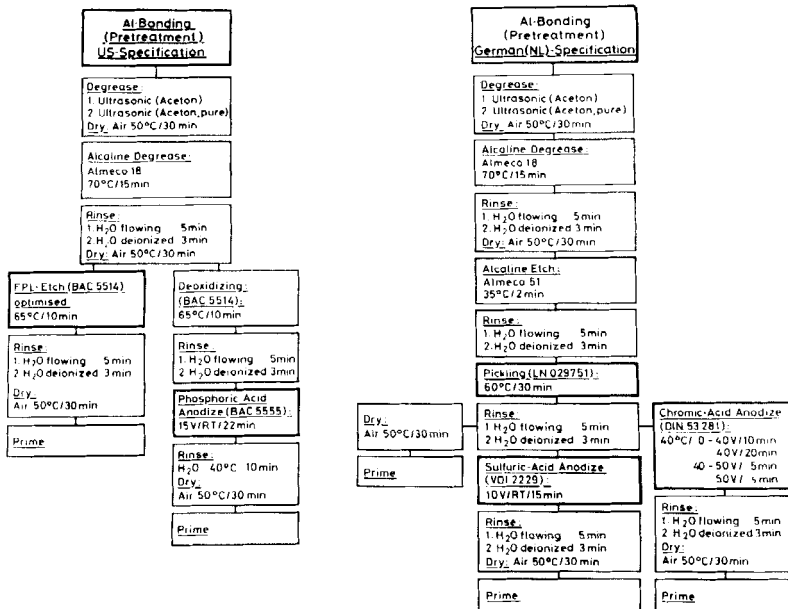 Al-Bonding
(Pretreatment)
US-Specification
Degrease:
1. Ultrasonic (Aceton)
2 Ultrasonic (Aceton, pure)
Dry: Air 50°C/30 min
Alcaline Degrease:
Almeco 18
70°C/15min
Rinse:
1. H2O flowing 5min
2. H2O deionized 3min
Dry: Air 50°C/30 min
FPL-Etch (BAC 5514)
optimised
65°C/10min
Rinse:
1. H2O flowing 5min
2 H2O deionized 3min
Dry:
Air 50°C/30min
Prime
Deoxidizing:
(BAC 5514):
65°C/10min
Rinse:
1. H2O flowing 5min
2 H2O deionized 3min
Phosphoric Acid
Anodize (BAC 5555):
15V/RT/22min
Rinse:
H2O 40°C 10min
Dry:
Air 50°C/30 min
Prime
Al-Bonding
(Pretreatment)
German(NL)-Specification
Degrease:
1 Ultrasonic (Aceton)
2 Ultrasonic (Aceton, pure)
Dry: Air 50°C/30min
Alcaline Degrease:
Almeco 18
70°C/15min
Rinse:
1. H2O flowing 5min
2. H2O deionized 3min
Dry: Air 50°C/30min
Alcaline Etch:
Almeco 51
35°C/2min
Rinse:
1. H2O flowing 5min
2. H2O deionized 3min
Pickling (LN 029751):
60°C/30min
Dry:
Air 50°C/30min
Prime
Rinse:
1 H2O flowing 5min
2 H2O deionized 3min
Sulfuric-Acid Anodize
(VDI 2229):
10V/RT/15min
Rinse:
1. H2O flowing 5min
2 H2O deionized 3min
Dry: Air 50°C/30min
Prime
Chromic-Acid Anodize
(DIN 53 281):
40°C/ 0-40V/10min
40V/20min
40-50V/ 5min
50V/ 5min
Rinse:
1. H2O flowing 5min
2 H2O deionized 3min
Dry:
Air 50°C/30min
Prime